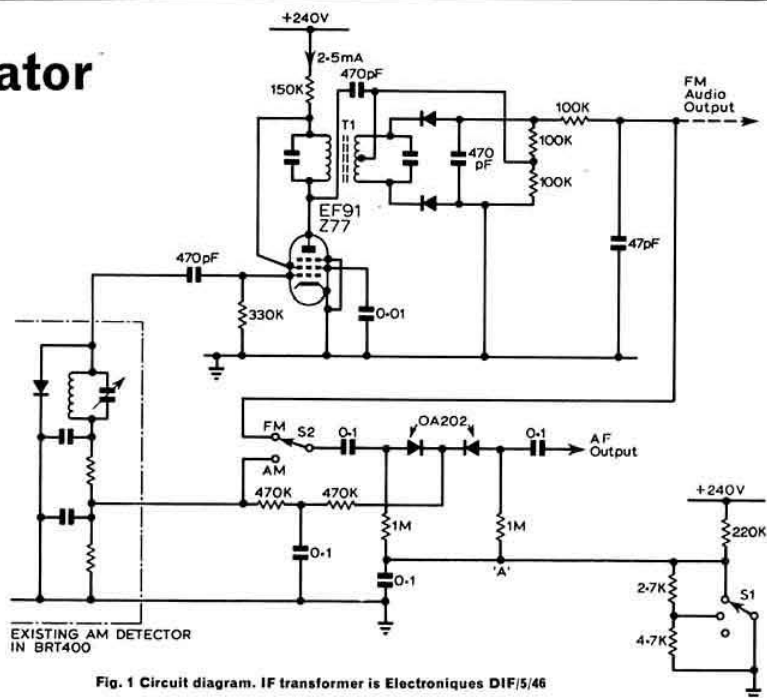 ator
+240V
2·5mA
470pF
150K
T1
FM
Audio
Output
100K
100K
470
pF
100K
EF91
Z77
47pF
470pF
330K
0·01
FM
S2
AM
0·1
OA202
0·1
AF
Output
470K
470K
1M
1M
+240V
220K
0·1
0·1
'A'
2·7K
S1
4·7K
EXISTING AM DETECTOR
IN BRT400
Fig. 1 Circuit diagram. IF transformer is Electroniques DIF/5/46